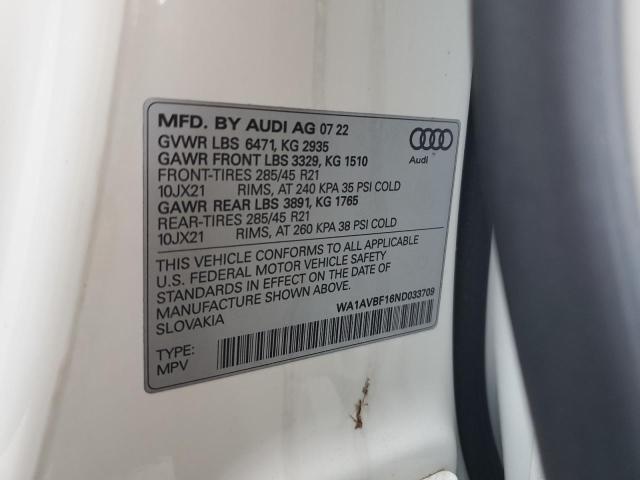 MFD. BY AUDI AG 07 22
GVWR LBS 6471, KG 2935
GAWR FRONT LBS 3329, KG 1510
FRONT-TIRES 285/45 R21
10JX21 RIMS, AT 240 KPA 35 PSI COLD
GAWR REAR LBS 3891, KG 1765
REAR-TIRES 285/45 R21
10JX21 RIMS, AT 260 KPA 38 PSI COLD
Audi
THIS VEHICLE CONFORMS TO ALL APPLICABLE
U.S. FEDERAL MOTOR VEHICLE SAFETY
STANDARDS IN EFFECT ON THE DATE OF
MANUFACTURE SHOWN ABOVE.
SLOVAKIA
WA1AVBF16ND033709
TYPE:
MPV